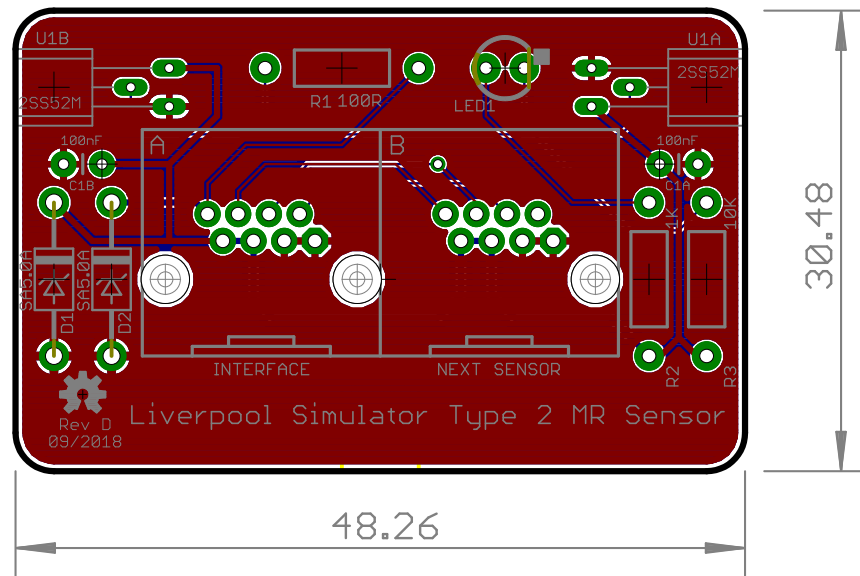 U1B
U1A
2SS52M
2SS52M
R1 100R
LED1
100nF
A
B
100nF
C1B
C1A
1K
10K
SA5.0A
SA5.0A
D1
D2
INTERFACE
NEXT SENSOR
R2
R3
Liverpool Simulator Type 2 MR Sensor
Rev D
09/2018
30.48
48.26